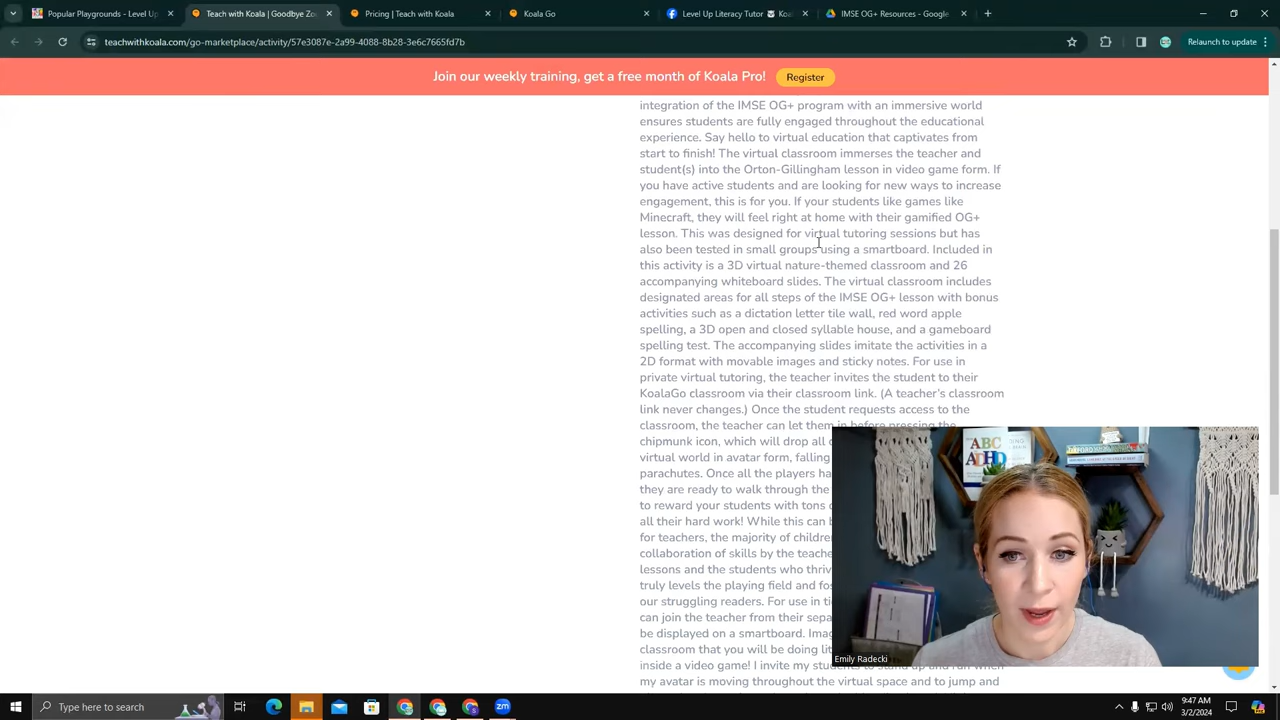 Popular Playgrounds – Level Up
Teach with Koala | Goodbye Zo
Pricing | Teach with Koala
Koala Go
Level Up Literacy Tutor
Koal
IMSE OG+ Resources - Google
teachwithkoala.com/go-marketplace/activity/57e3087e-2a99-4088-8b28-3e6c7665fd7b
Relaunch to update
Join our weekly training, get a free month of Koala Pro!
Register
integration of the IMSE OG+ program with an immersive world
ensures students are fully engaged throughout the educational
experience. Say hello to virtual education that captivates from
start to finish! The virtual classroom immerses the teacher and
student(s) into the Orton-Gillingham lesson in video game form. If
you have active students and are looking for new ways to increase
engagement, this is for you. If your students like games like
Minecraft, they will feel right at home with their gamified OG+
lesson. This was designed for virtual tutoring sessions but has
also been tested in small groups using a smartboard. Included in
this activity is a 3D virtual nature-themed classroom and 26
accompanying whiteboard slides. The virtual classroom includes
designated areas for all steps of the IMSE OG+ lesson with bonus
activities such as a dictation letter tile wall, red word apple
spelling, a 3D open and closed syllable house, and a gameboard
spelling test. The accompanying slides imitate the activities in a
2D format with movable images and sticky notes. For use in
private virtual tutoring, the teacher invites the student to their
KoalaGo classroom via their classroom link. (A teacher's classroom
link never changes.) Once the student requests access to the
classroom, the teacher can let them in before pressing the
chipmunk icon, which will drop all
virtual world in avatar form, falling
parachutes. Once all the players ha
they are ready to walk through the
to reward your students with tons
all their hard work! While this can b
for teachers, the majority of children
collaboration of skills by the teache
lessons and the students who thriv
truly levels the playing field and fos
our struggling readers. For use in ti
can join the teacher from their sepa
be displayed on a smartboard. Imag
classroom that you will be doing lit
inside a video game! I invite my students to stand up and run when
my avatar is moving throughout the virtual space and to jump and
ABC
ADHD
Emily Radecki
Type here to search
9:47 AM
3/2/2024